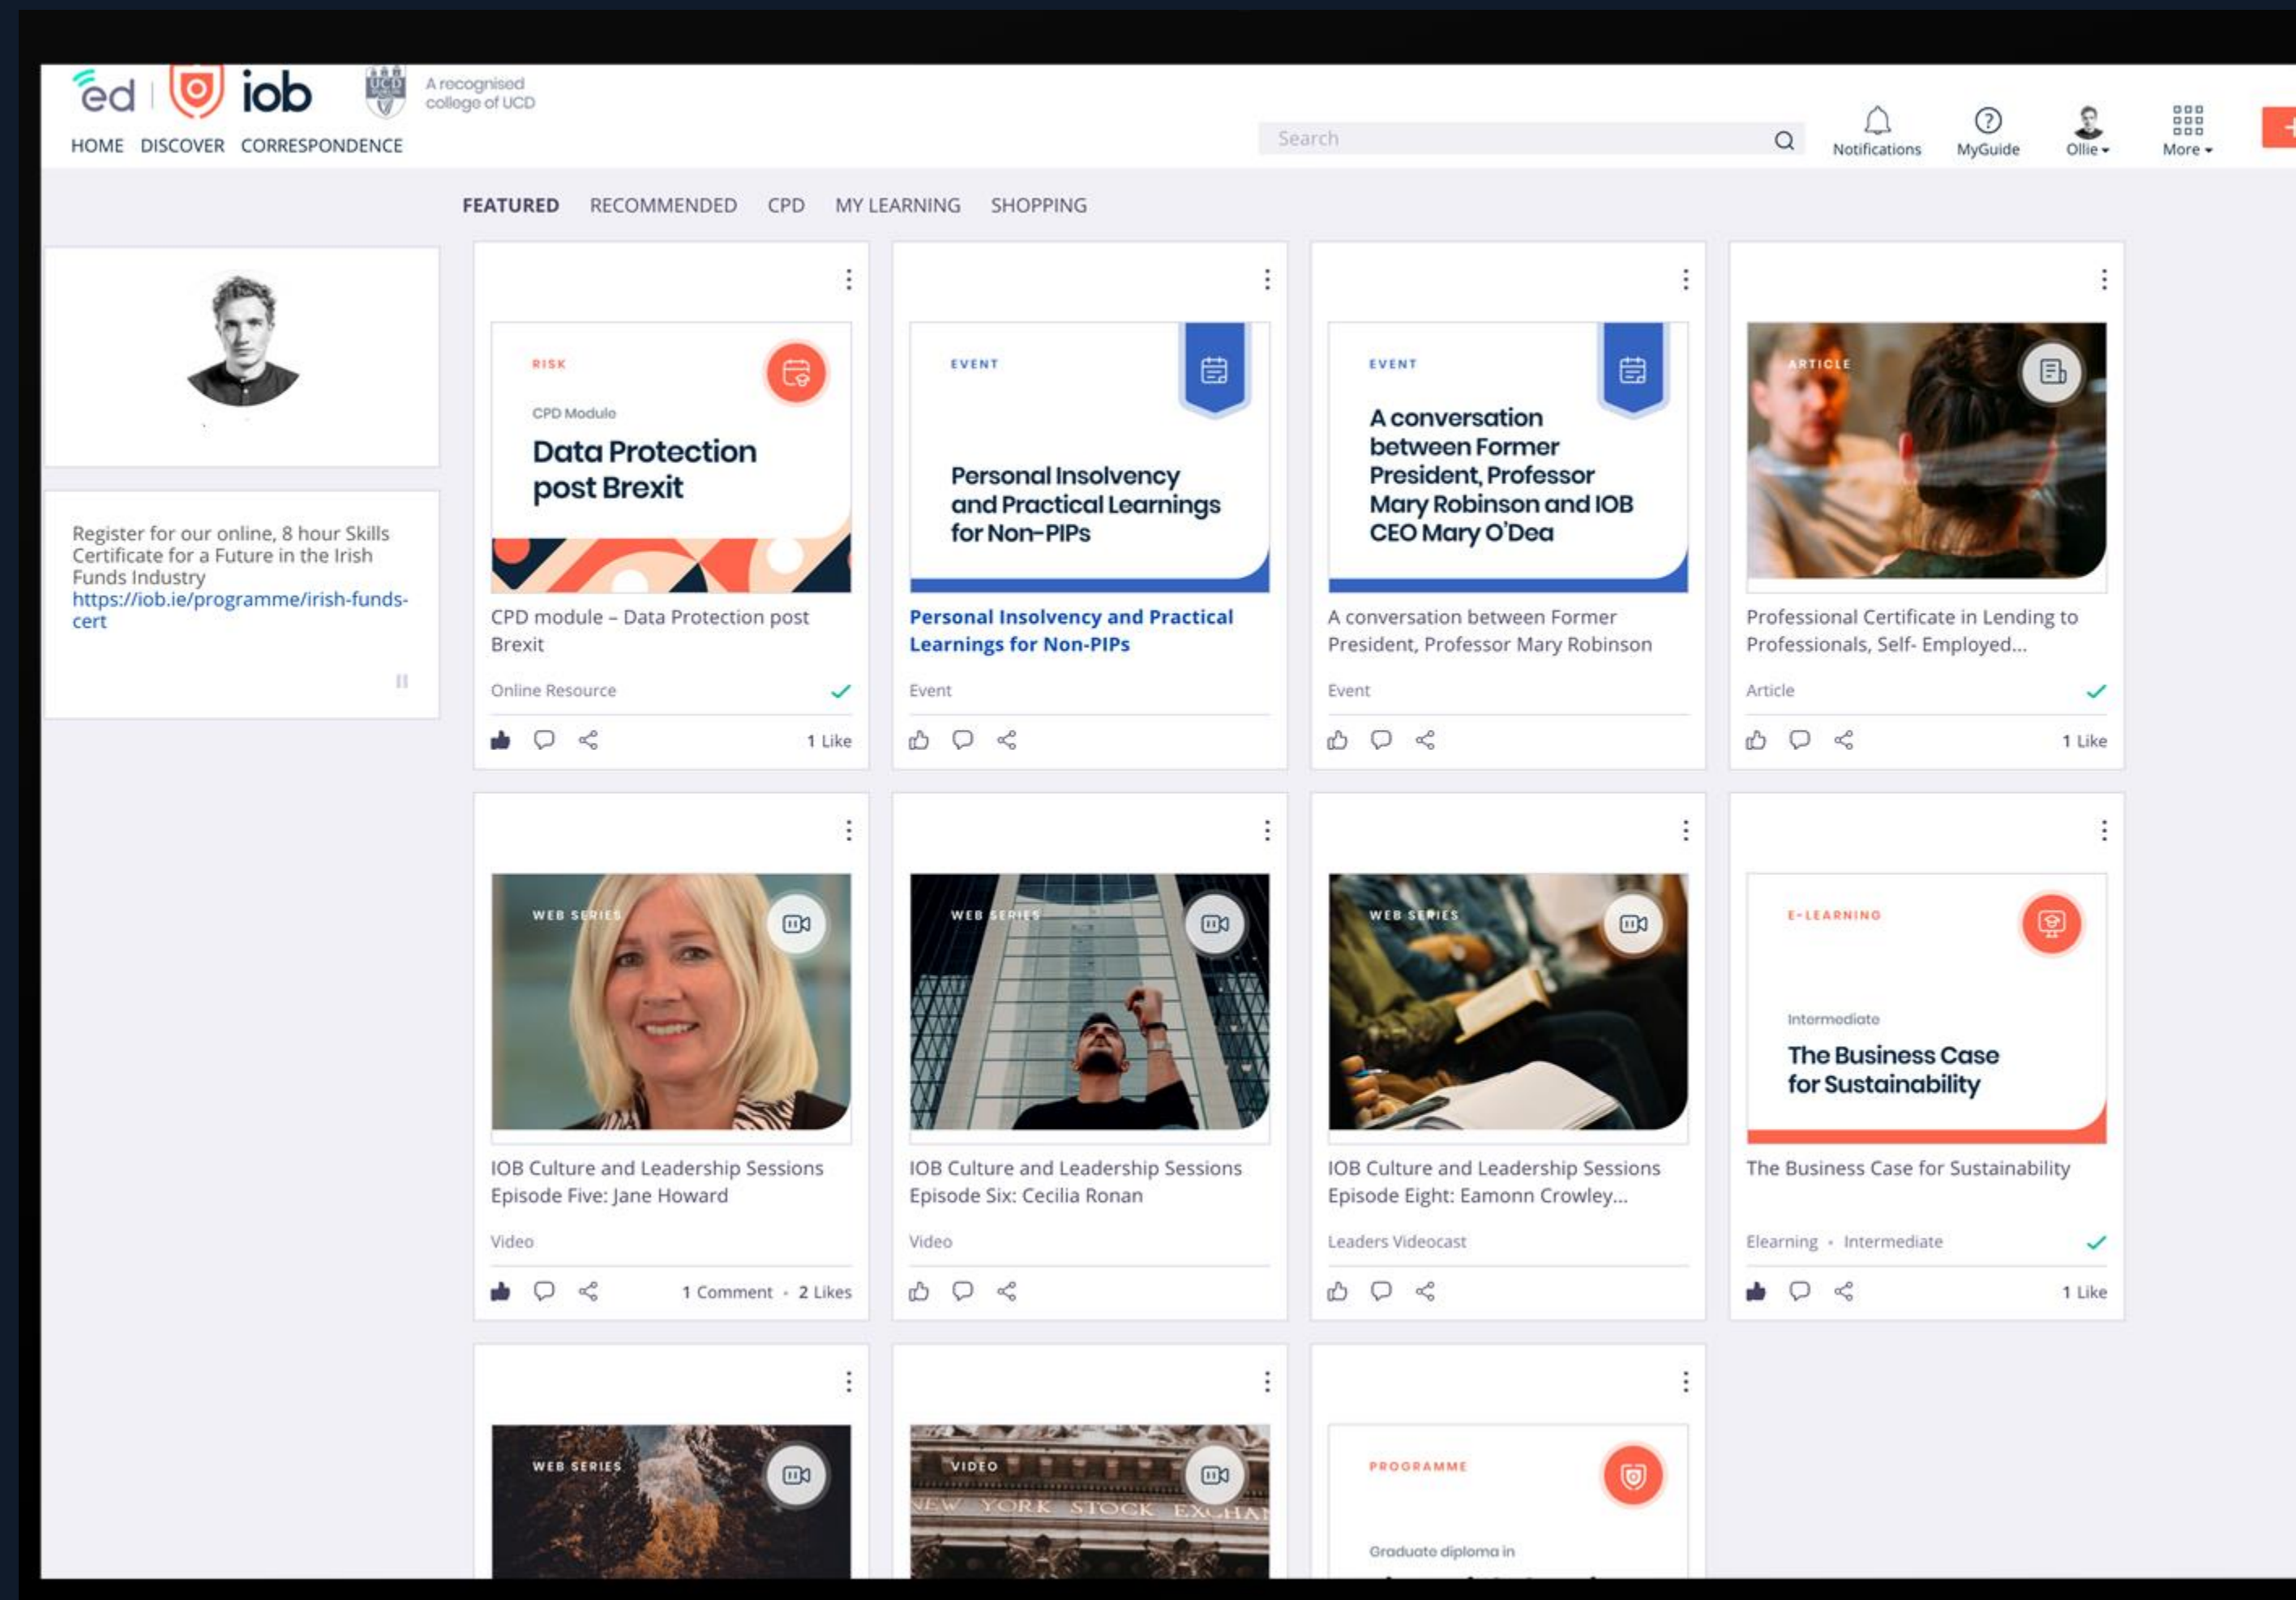 ed
iob
UCD
A recognised
college of UCD
HOME DISCOVER CORRESPONDENCE
Search
Notifications
MyGuide
Ollie
More
FEATURED RECOMMENDED CPD MY LEARNING SHOPPING
Register for our online, 8 hour Skills
Certificate for a Future in the Irish
Funds Industry
https://iob.ie/programme/irish-funds-
cert
RISK
CPD Module
Data Protection
post Brexit
CPD module – Data Protection post
Brexit
Online Resource
1 Like
EVENT
Personal Insolvency
and Practical Learnings
for Non-PIPs
Personal Insolvency and Practical
Learnings for Non-PIPs
Event
EVENT
A conversation
between Former
President, Professor
Mary Robinson and IOB
CEO Mary O'Dea
A conversation between Former
President, Professor Mary Robinson
Event
ARTICLE
Professional Certificate in Lending to
Professionals, Self- Employed...
Article
1 Like
WEB SERIES
IOB Culture and Leadership Sessions
Episode Five: Jane Howard
Video
1 Comment • 2 Likes
WEB SERIES
IOB Culture and Leadership Sessions
Episode Six: Cecilia Ronan
Video
WEB SERIES
IOB Culture and Leadership Sessions
Episode Eight: Eamonn Crowley...
Leaders Videocast
E-LEARNING
Intermediate
The Business Case
for Sustainability
The Business Case for Sustainability
Elearning • Intermediate
1 Like
WEB SERIES
VIDEO
NEW YORK STOCK EXCHAN
PROGRAMME
Graduate diploma in